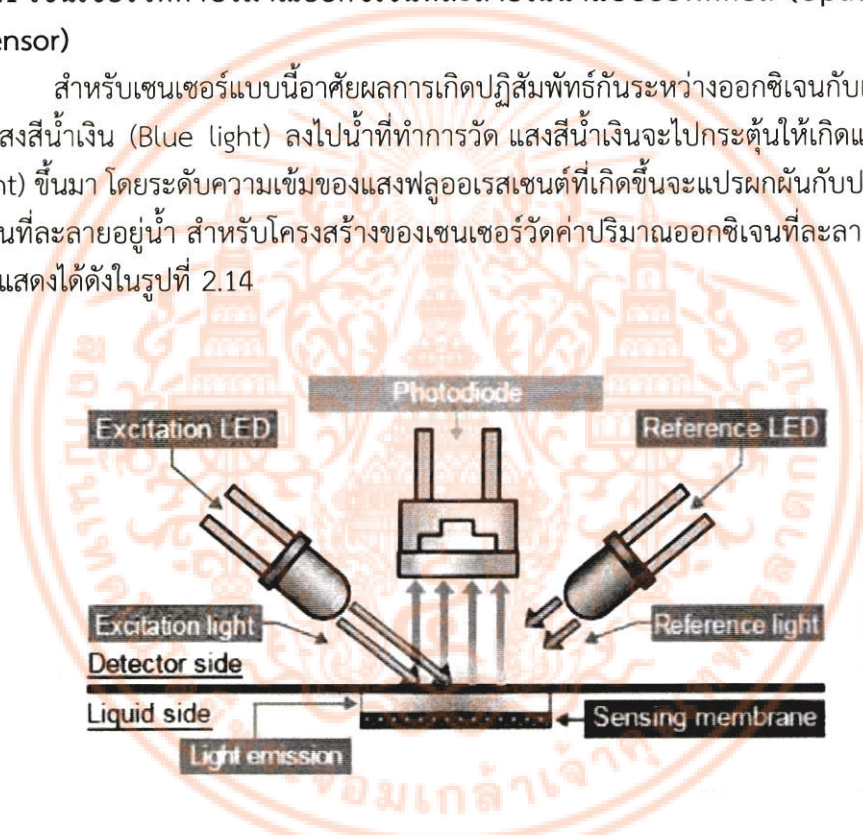 ensor)
สำหรับเซนเซอร์แบบนี้อาศัยผลการเกิดปฏิสัมพัทธ์กันระหว่างออกซิเจนกับเ
สงสีน้ำเงิน (Blue light) ลงไปน้ำที่ทำการวัด แสงสีน้ำเงินจะไปกระตุ้นให้เกิดแ
nt) ขึ้นมา โดยระดับความเข้มของแสงฟลูออเรสเซนต์ที่เกิดขึ้นจะแปรผกผันกับป
นที่ละลายอยู่น้ำ สำหรับโครงสร้างของเซนเซอร์วัดค่าปริมาณออกซิเจนที่ละลา
แสดงได้ดังในรูปที่ 2.14
Photodiode
Excitation LED
Reference LED
Excitation light
Reference light
Detector side
Liquid side
Sensing membrane
Light emission